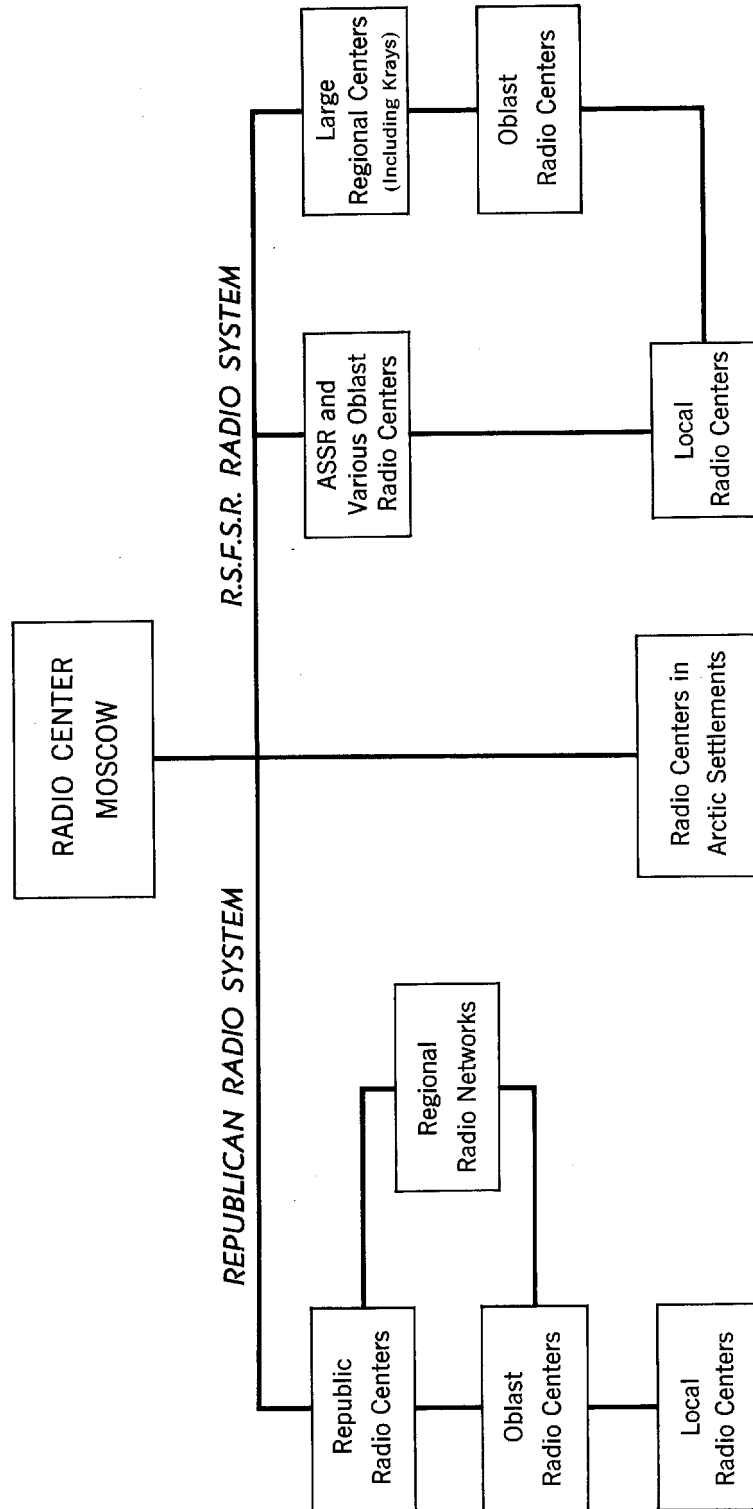 RADIO CENTER
MOSCOW
REPUBLICAN RADIO SYSTEM
R.S.F.S.R. RADIO SYSTEM
Republic
Radio Centers
Regional
Radio Networks
Oblast
Radio Centers
Local
Radio Centers
Radio Centers in
Arctic Settlements
ASSR and
Various Oblast
Radio Centers
Local
Radio Centers
Large
Regional Centers
(Including Krays)
Oblast
Radio Centers